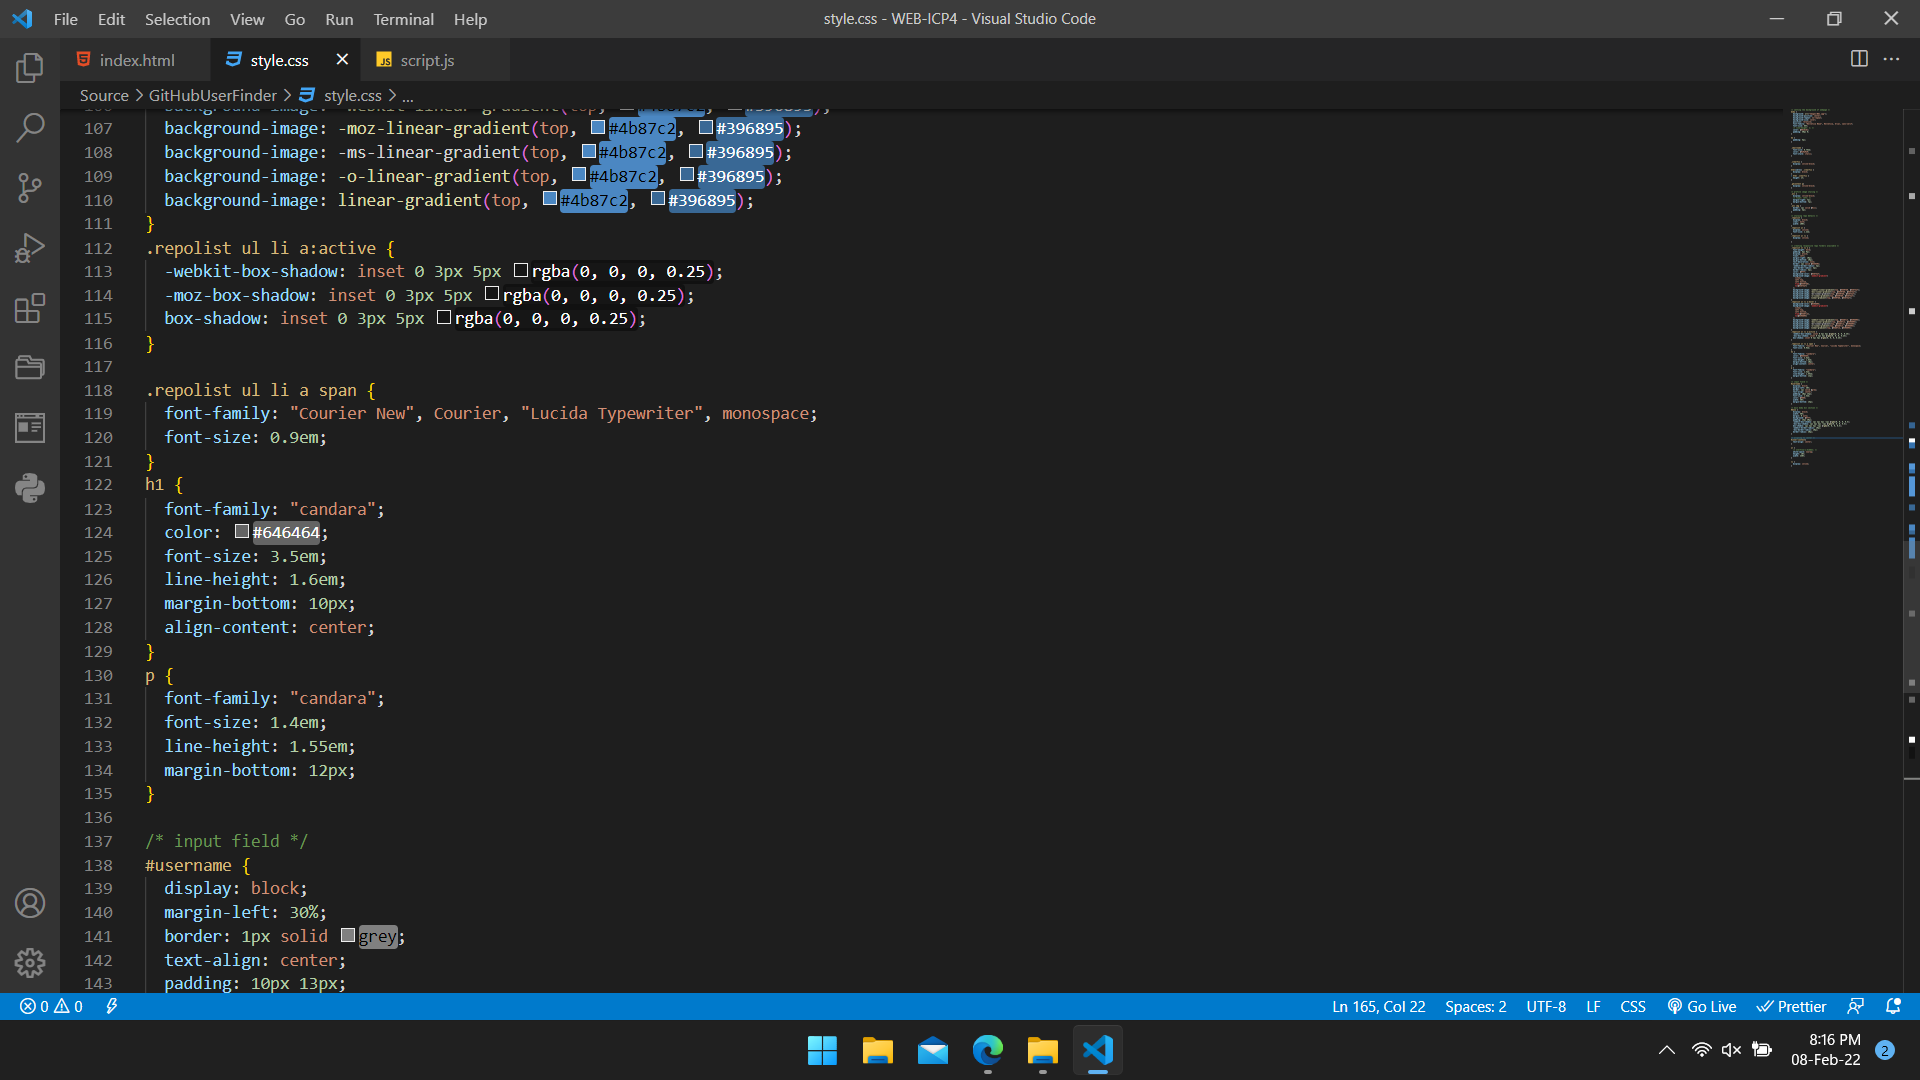 File Edit Selection View Go Run Terminal Help
style.css - WEB-ICP4 - Visual Studio Code
index.html
style.css
JS script.js
Source > GitHubUserFinder > style.css > ...
107 background-image: -moz-linear-gradient(top, #4b87c2, #396895);
108 background-image: -ms-linear-gradient(top, #4b87c2, #396895);
109 background-image: -o-linear-gradient(top, #4b87c2, #396895);
110 background-image: linear-gradient(top, #4b87c2, #396895);
111 }
112 .repolist ul li a:active {
113 -webkit-box-shadow: inset 0 3px 5px rgba(0, 0, 0, 0.25);
114 -moz-box-shadow: inset 0 3px 5px rgba(0, 0, 0, 0.25);
115 box-shadow: inset 0 3px 5px rgba(0, 0, 0, 0.25);
116 }
117
118 .repolist ul li a span {
119 font-family: "Courier New", Courier, "Lucida Typewriter", monospace;
120 font-size: 0.9em;
121 }
122 h1 {
123 font-family: "candara";
124 color: #646464;
125 font-size: 3.5em;
126 line-height: 1.6em;
127 margin-bottom: 10px;
128 align-content: center;
129 }
130 p {
131 font-family: "candara";
132 font-size: 1.4em;
133 line-height: 1.55em;
134 margin-bottom: 12px;
135 }
136
137 /* input field */
138 #username {
139 display: block;
140 margin-left: 30%;
141 border: 1px solid grey;
142 text-align: center;
143 padding: 10px 13px;
0 0 Ln 165, Col 22 Spaces: 2 UTF-8 LF CSS Go Live Prettier
8:16 PM
08-Feb-22
2